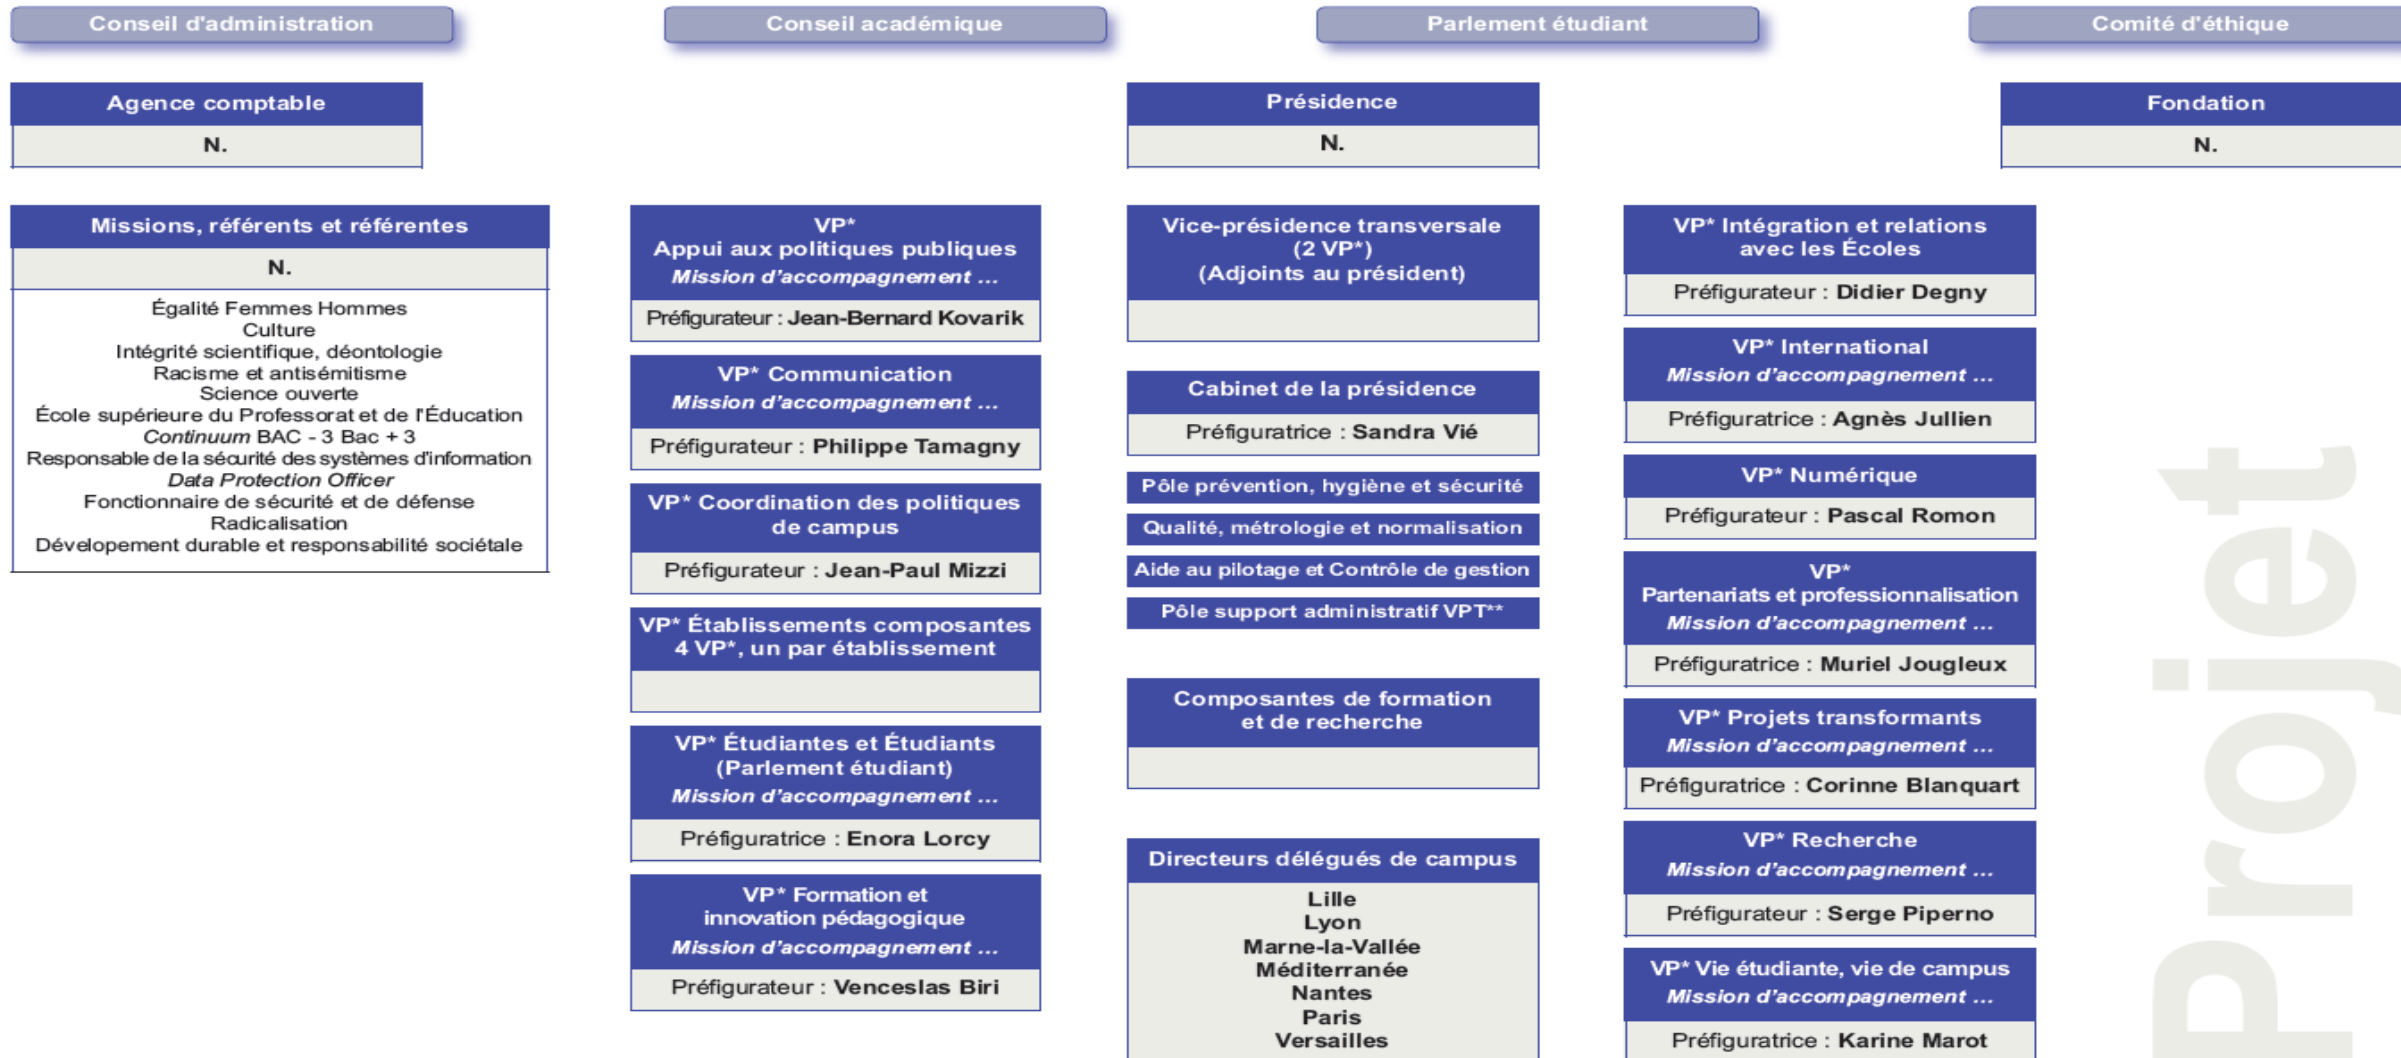 Conseil d'administration
Conseil académique
Parlement étudiant
Comité d'éthique
Agence comptable
N.
Présidence
N.
Fondation
N.
Missions, référents et référentes
N.
Égalité Femmes Hommes
Culture
Intégrité scientifique, déontologie
Racisme et antisémitisme
Science ouverte
École supérieure du Professorat et de l'Éducation
Continuum BAC - 3 Bac + 3
Responsable de la sécurité des systèmes d'information
Data Protection Officer
Fonctionnaire de sécurité et de défense
Radicalisation
Dévelopement durable et responsabilité sociétale
VP*
Appui aux politiques publiques
Mission d'accompagnement ...
Préfigurateur : Jean-Bernard Kovarik
VP* Communication
Mission d'accompagnement ...
Préfigurateur : Philippe Tamagny
VP* Coordination des politiques
de campus
Préfigurateur : Jean-Paul Mizzi
VP* Établissements composantes
4 VP*, un par établissement
VP* Étudiantes et Étudiants
(Parlement étudiant)
Mission d'accompagnement ...
Préfiguratrice : Enora Lorcy
VP* Formation et
innovation pédagogique
Mission d'accompagnement ...
Préfigurateur : Venceslas Biri
Vice-présidence transversale
(2 VP*)
(Adjoints au président)
Cabinet de la présidence
Préfiguratrice : Sandra Vié
Pôle prévention, hygiène et sécurité
Qualité, métrologie et normalisation
Aide au pilotage et Contrôle de gestion
Pôle support administratif VPT**
Composantes de formation
et de recherche
Directeurs délégués de campus
Lille
Lyon
Marne-la-Vallée
Méditerranée
Nantes
Paris
Versailles
VP* Intégration et relations
avec les Écoles
Préfigurateur : Didier Degny
VP* International
Mission d'accompagnement ...
Préfiguratrice : Agnès Jullien
VP* Numérique
Préfigurateur : Pascal Romon
VP*
Partenariats et professionnalisation
Mission d'accompagnement ...
Préfiguratrice : Muriel Jougleux
VP* Projets transformants
Mission d'accompagnement ...
Préfiguratrice : Corinne Blanquart
VP* Recherche
Mission d'accompagnement ...
Préfigurateur : Serge Piperno
VP* Vie étudiante, vie de campus
Mission d'accompagnement ...
Préfiguratrice : Karine Marot
Projet